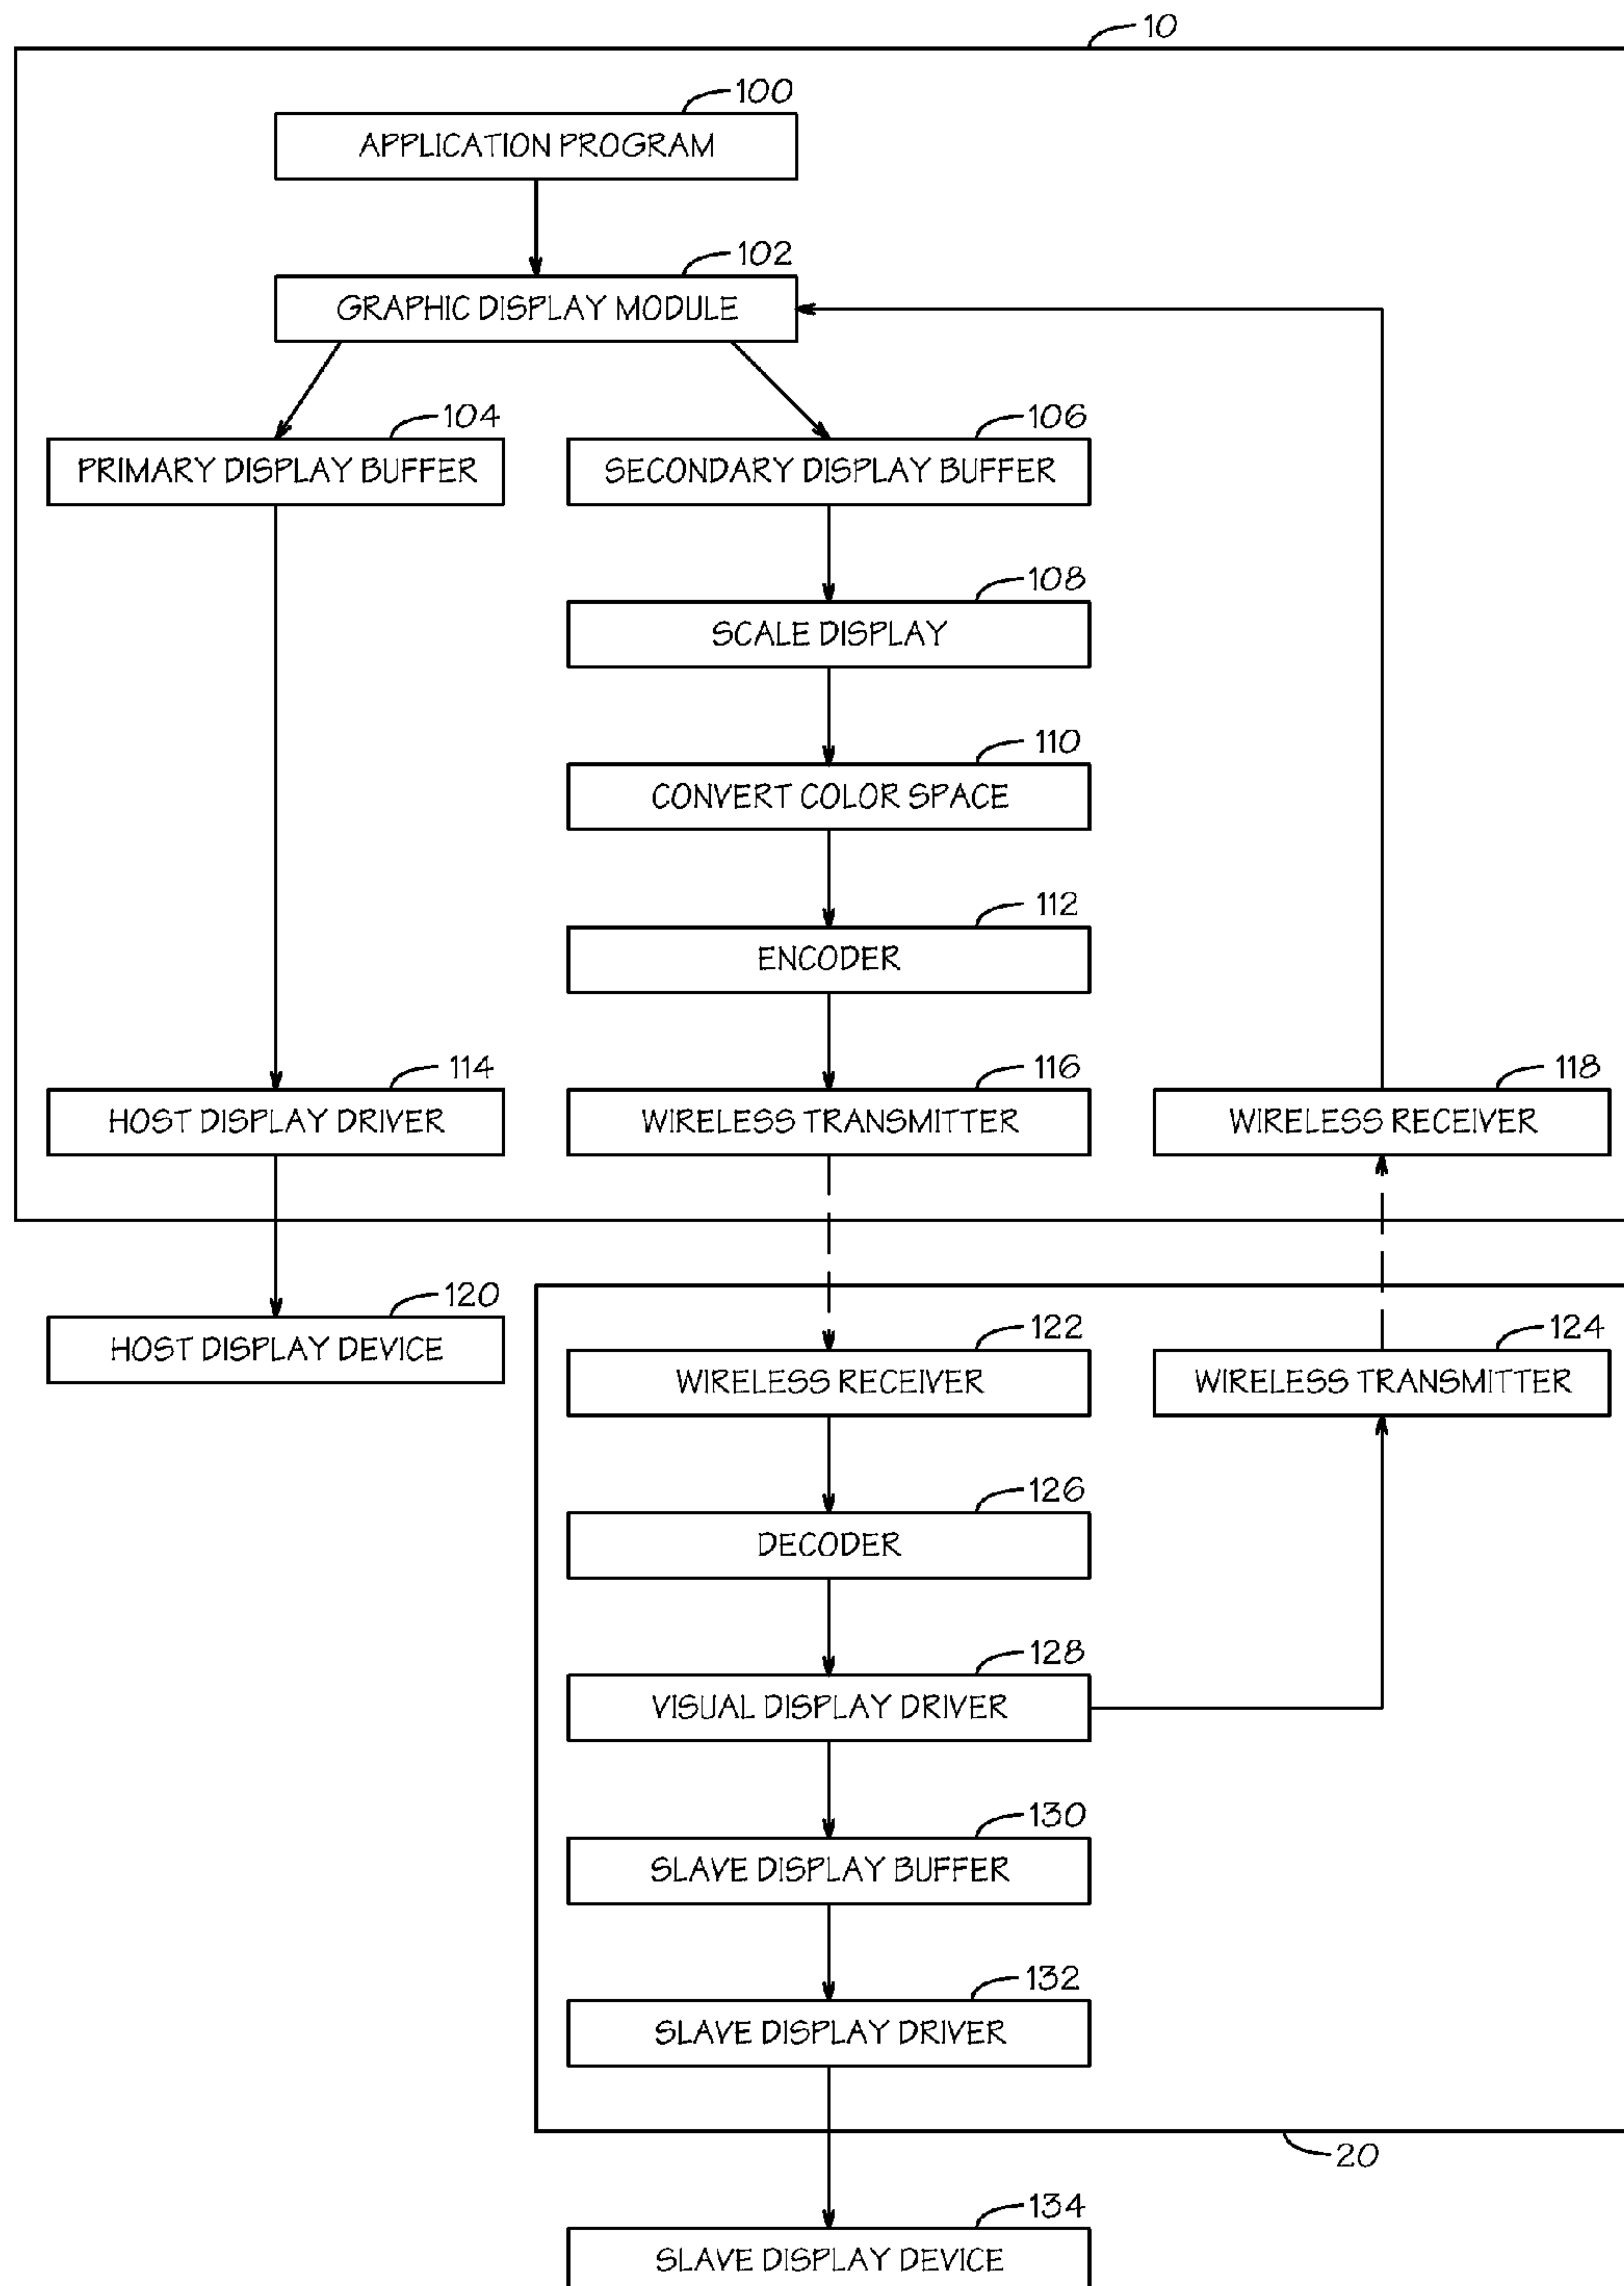 10
100
APPLICATION PROGRAM
102
GRAPHIC DISPLAY MODULE
104
106
PRIMARY DISPLAY BUFFER
SECONDARY DISPLAY BUFFER
108
SCALE DISPLAY
110
CONVERT COLOR SPACE
112
ENCODER
114
116
118
HOST DISPLAY DRIVER
WIRELESS TRANSMITTER
WIRELESS RECEIVER
120
HOST DISPLAY DEVICE
122
124
WIRELESS RECEIVER
WIRELESS TRANSMITTER
126
DECODER
128
VISUAL DISPLAY DRIVER
130
SLAVE DISPLAY BUFFER
132
SLAVE DISPLAY DRIVER
20
134
SLAVE DISPLAY DEVICE